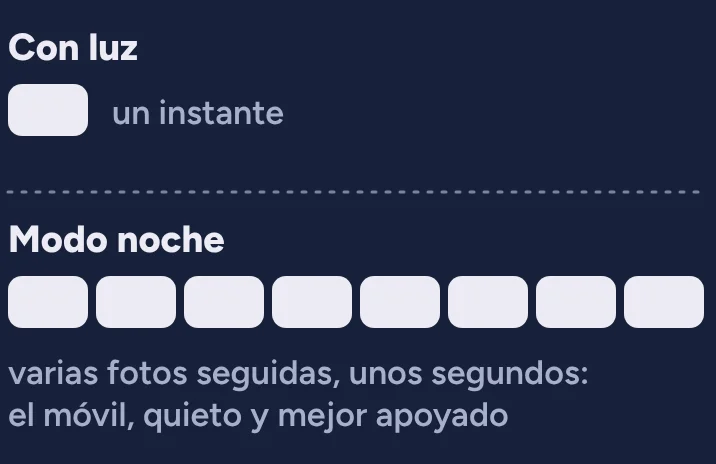 Con luz
un instante
Modo noche
varias fotos seguidas, unos segundos:
el móvil, quieto y mejor apoyado